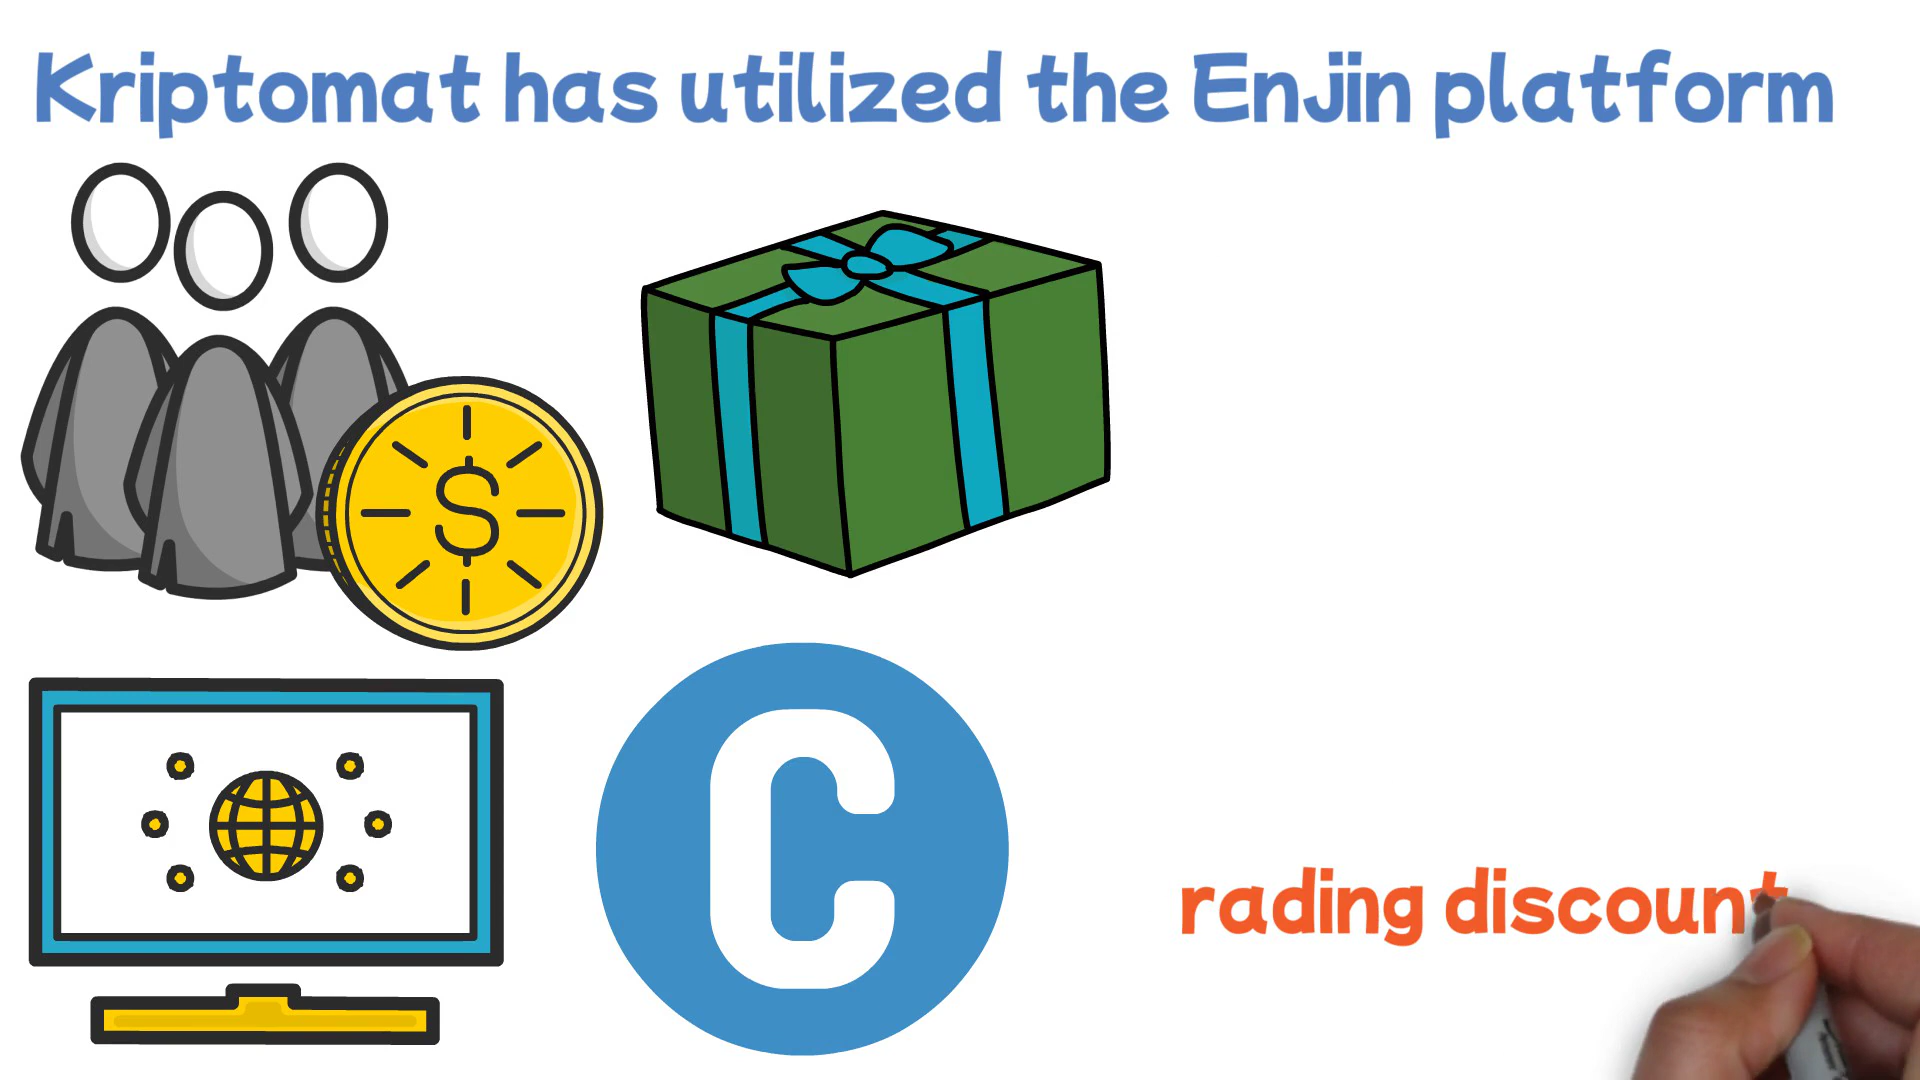 Kriptomat has utilized the Enjin platform
$
C
rading discount